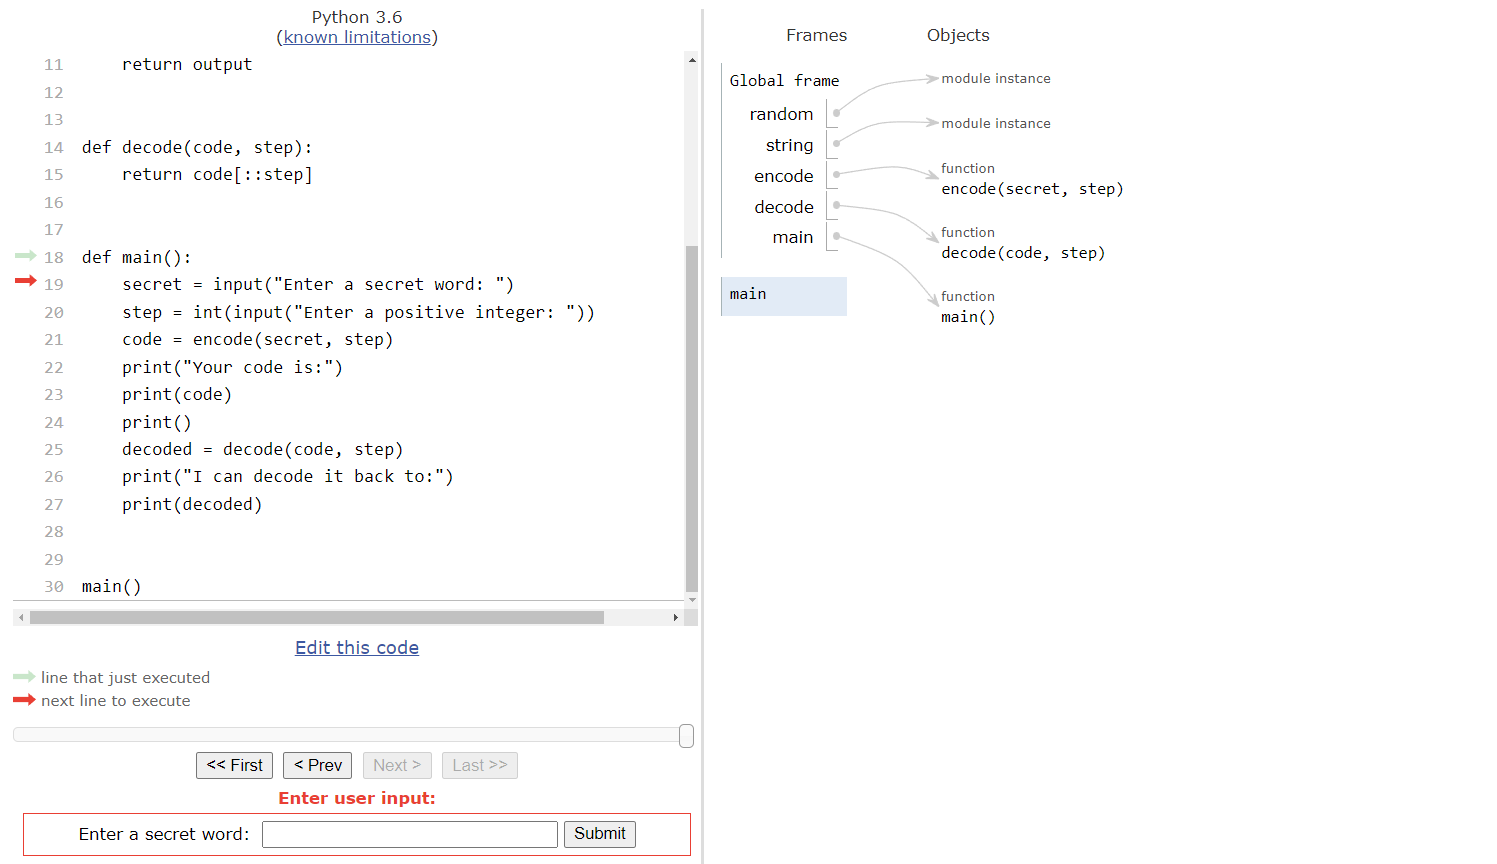 Python 3.6
(known limitations)
11 return output
12
13
14 def decode(code, step):
15 return code[::step]
16
17
18 def main():
19 secret = input("Enter a secret word: ")
20 step = int(input("Enter a positive integer: "))
21 code = encode(secret, step)
22 print("Your code is:")
23 print(code)
24 print()
25 decoded = decode(code, step)
26 print("I can decode it back to:")
27 print(decoded)
28
29
30 main()
Edit this code
line that just executed
next line to execute
<< First < Prev Next > Last >>
Enter user input:
Enter a secret word: Submit
Frames Objects
Global frame
random
string
encode
decode
main
main
module instance
module instance
function
encode(secret, step)
function
decode(code, step)
function
main()